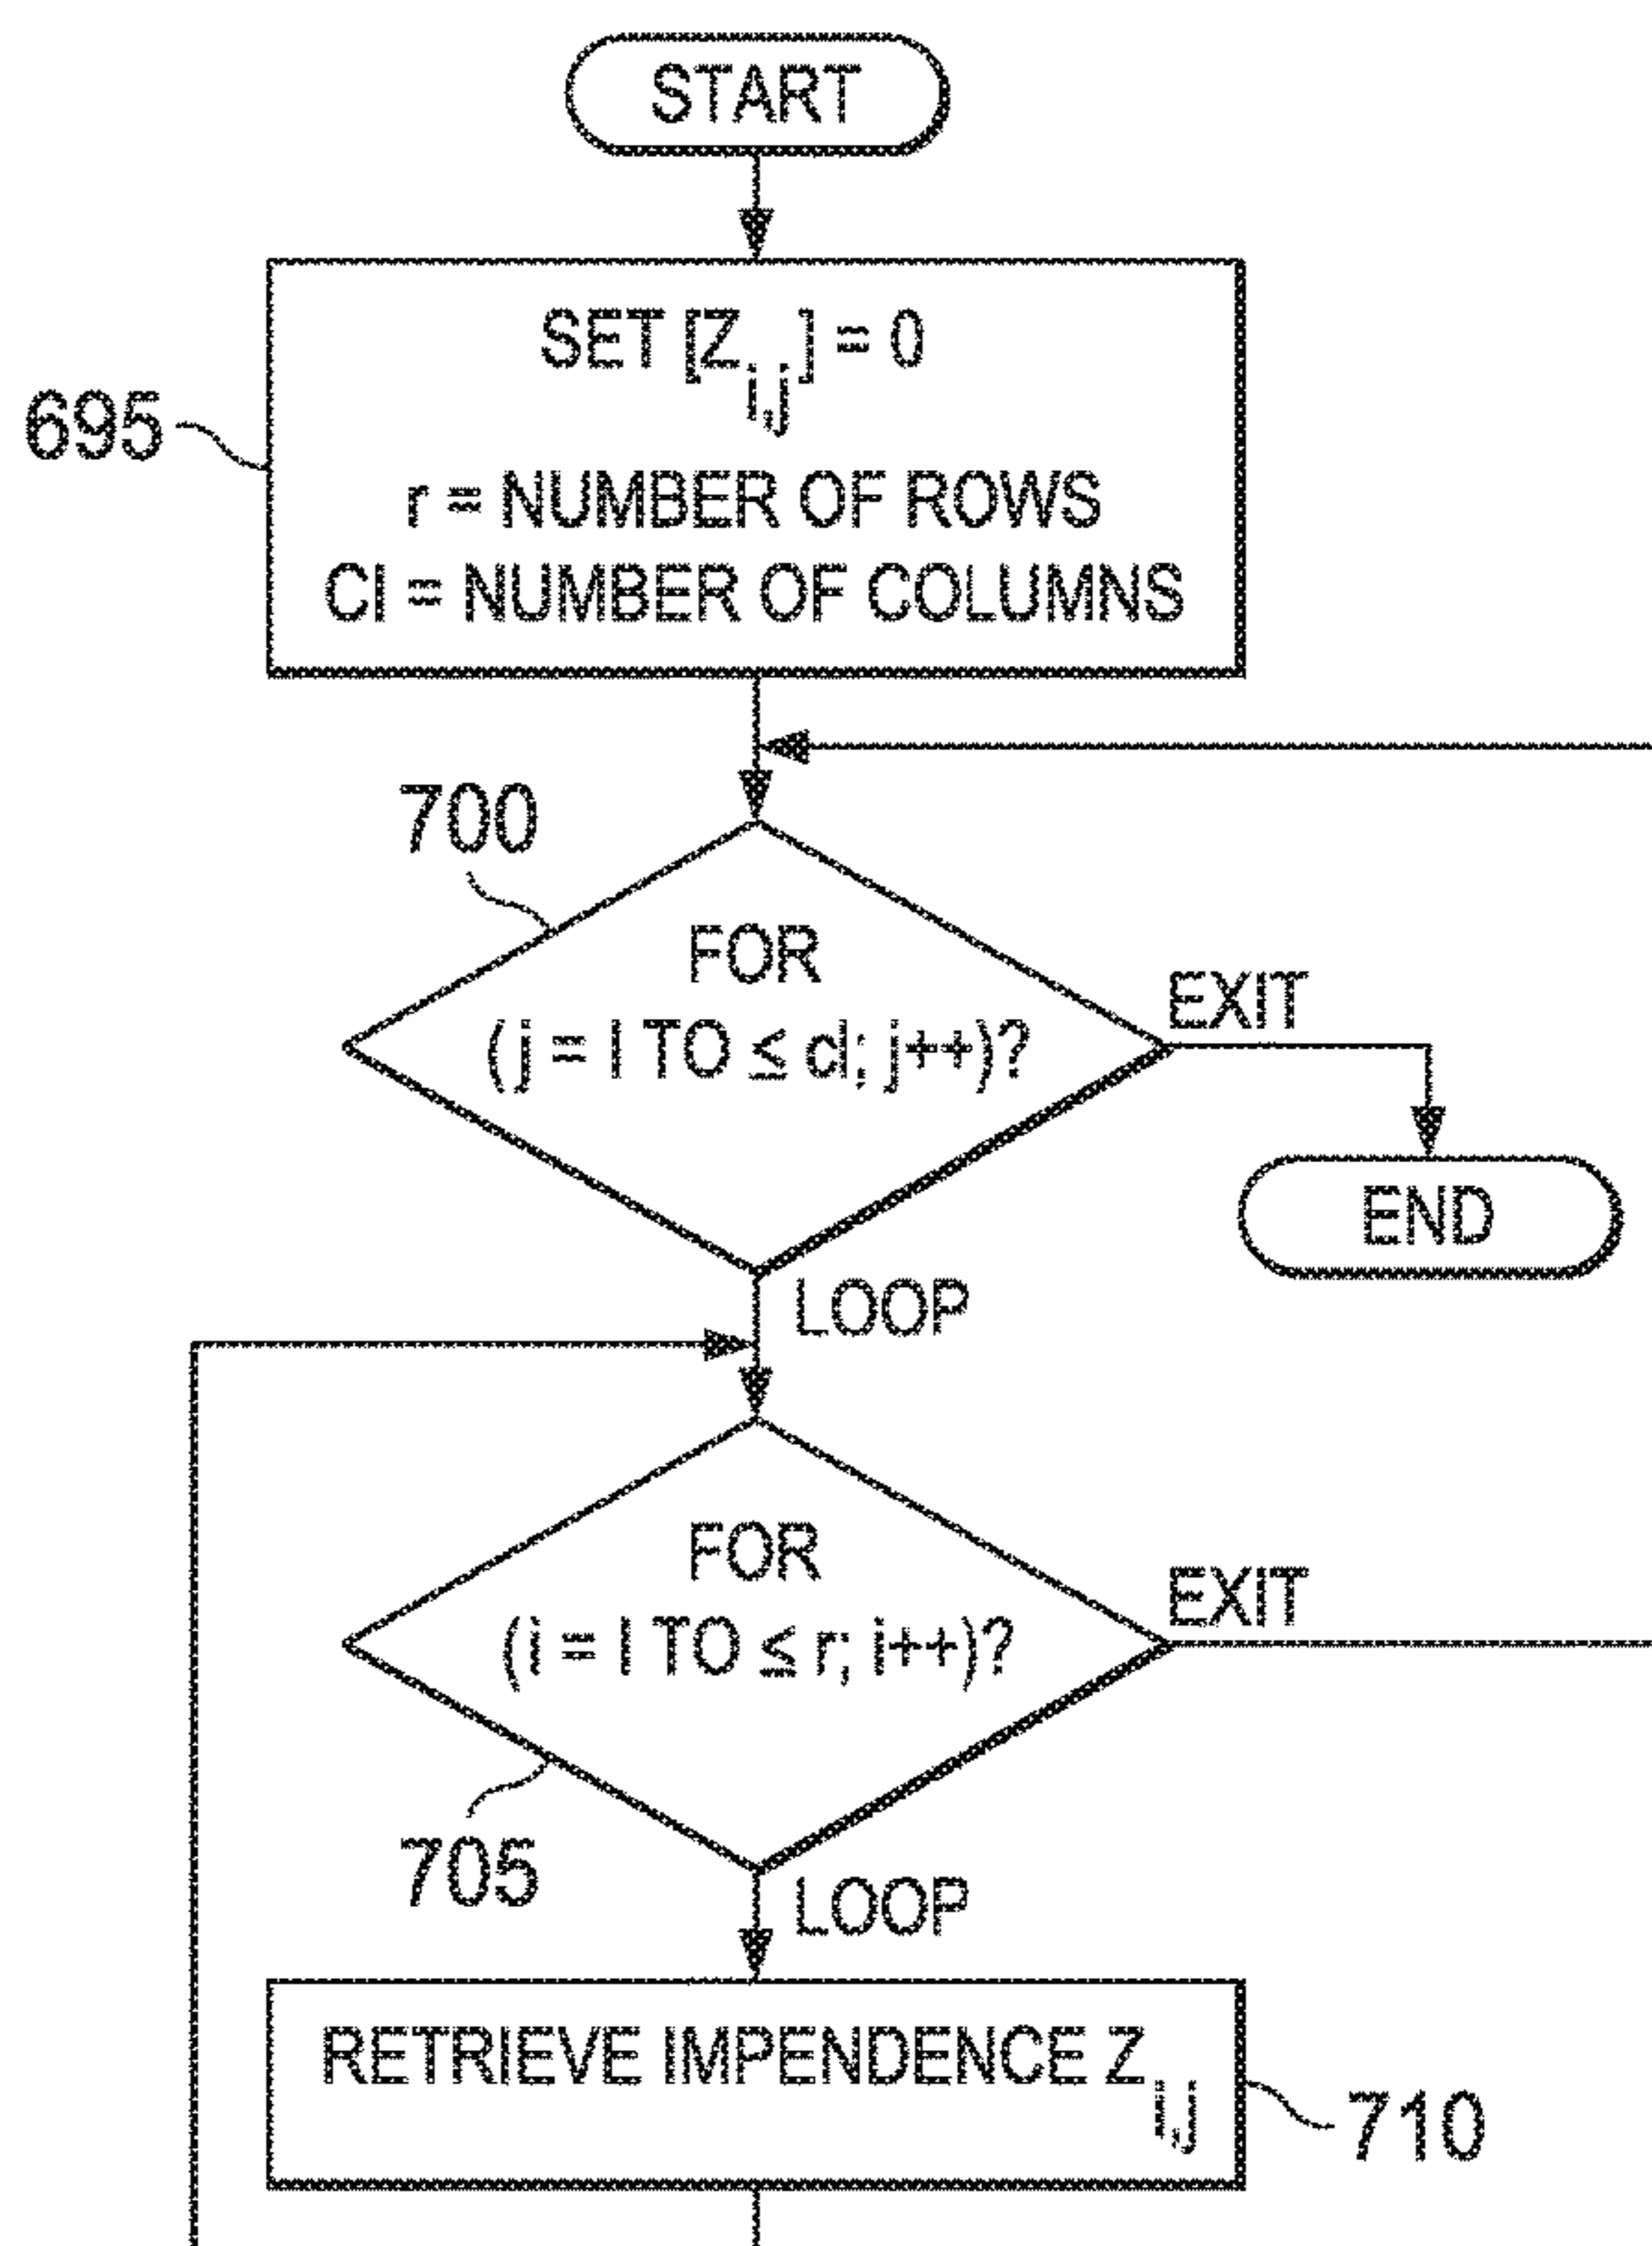 START
SET [Z i,j ] = 0
r = NUMBER OF ROWS
Cl = NUMBER OF COLUMNS
695
700
FOR
(j = I TO ≤ cl; j++)?
EXIT
END
LOOP
FOR
(i = I TO ≤ r; i++)?
EXIT
705
LOOP
RETRIEVE IMPENDENCE Z i,j
710